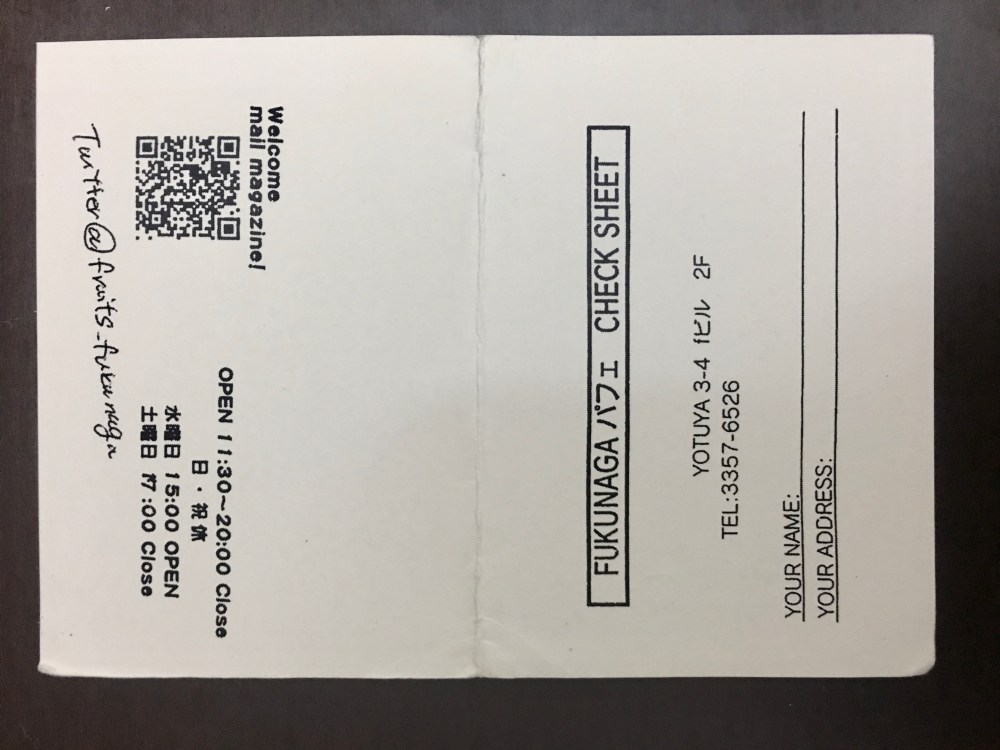 FUKUNAGA パフェ CHECK SHEET
YOTUYA 3-4 fビル 2F
TEL:3357-6526
YOUR NAME:
YOUR ADDRESS:
Welcome
mail magazine!
Twitter@fruits-fukunaga
OPEN 11:30~20:00 Close
日・祝 休
水曜日 15:00 OPEN
土曜日 17:00 Close